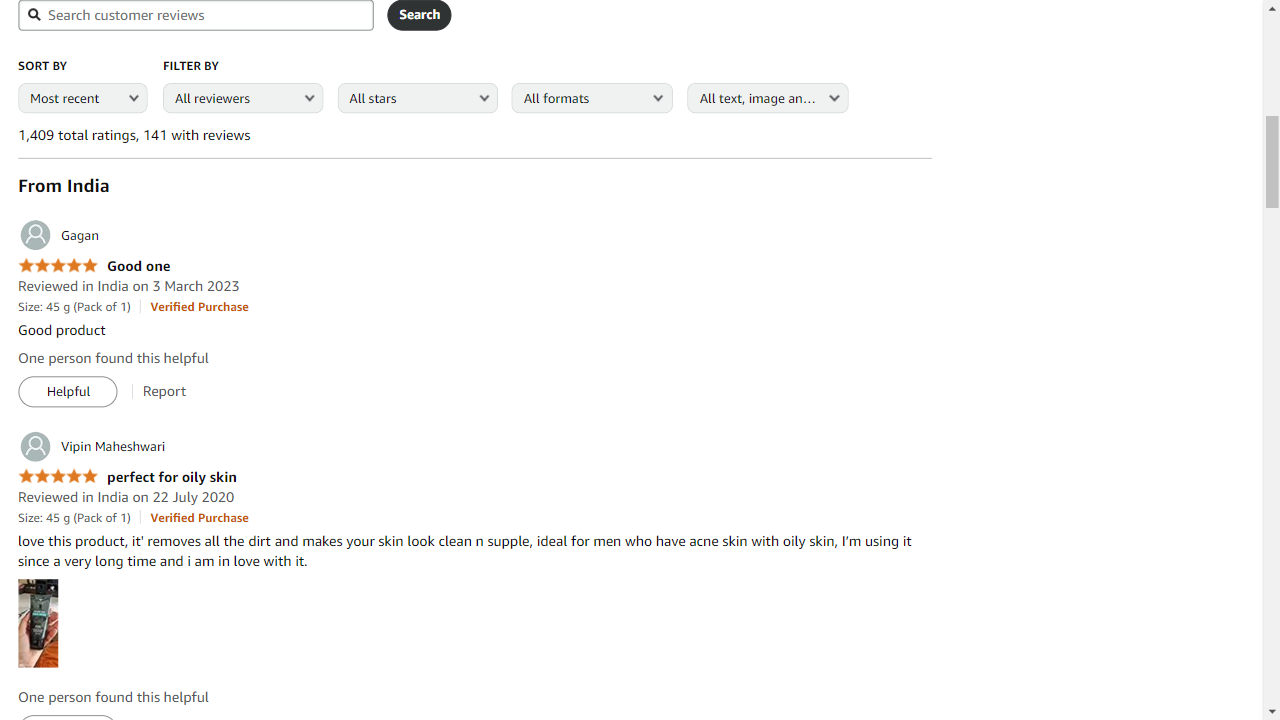 Search customer reviews
Search
SORT BY
FILTER BY
Most recent
All reviewers
All stars
All formats
All text, image an…
1,409 total ratings, 141 with reviews
From India
Gagan
Good one
Reviewed in India on 3 March 2023
Size: 45 g (Pack of 1)
Verified Purchase
Good product
One person found this helpful
Helpful
Report
Vipin Maheshwari
perfect for oily skin
Reviewed in India on 22 July 2020
Size: 45 g (Pack of 1)
Verified Purchase
love this product, it' removes all the dirt and makes your skin look clean n supple, ideal for men who have acne skin with oily skin, I’m using it
since a very long time and i am in love with it.
One person found this helpful